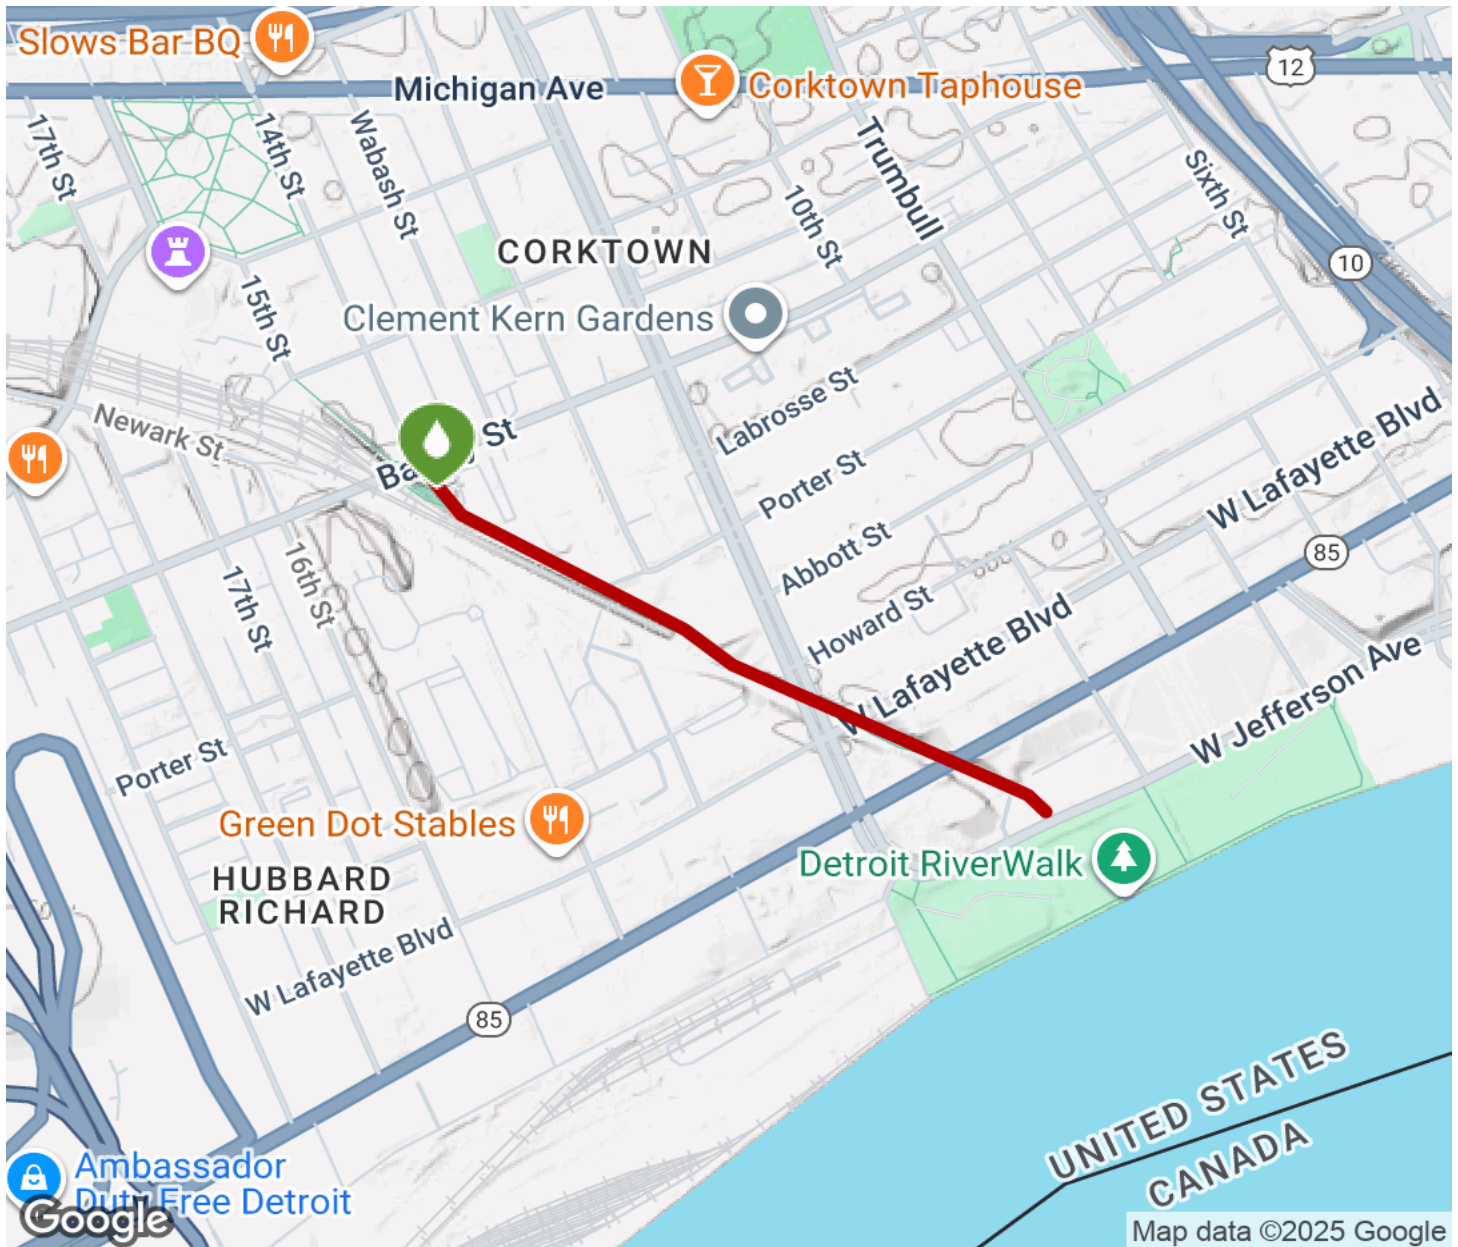 Slows Bar BQ
Michigan Ave
12
Corktown Taphouse
17th St
14th St
Wabash St
Trumbull
Sixth St
10th St
CORKTOWN
10
15th St
Clement Kern Gardens
Labrosse St
Newark St
St
Porter St
W Lafayette Blvd
Abbott St
85
16th St
17th St
Howard St
W Lafayette Blvd
W Jefferson Ave
Porter St
Green Dot Stables
Detroit RiverWalk
HUBBARD
RICHARD
W Lafayette Blvd
85
UNITED STATES
CANADA
Ambassador
Duty Free Detroit
Google
Map data ©2025 Google